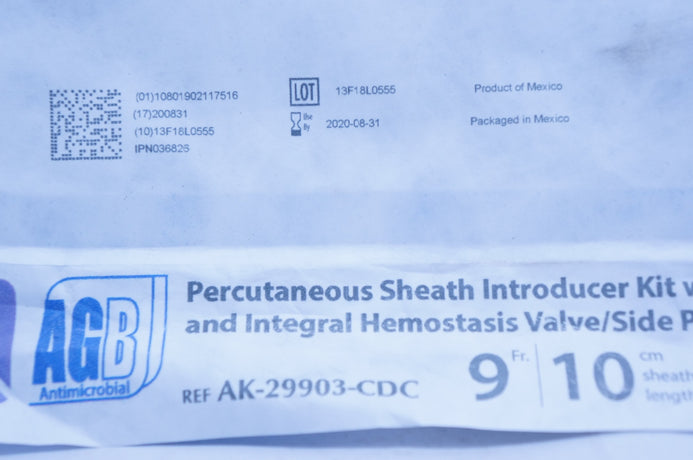 (01)10801902117516
(17)200831
(10)13F18L0555
IPN036826
LOT 13F18L0555
Use By 2020-08-31
Product of Mexico
Packaged in Mexico
AGB
Antimicrobial
Percutaneous Sheath Introducer Kit
and Integral Hemostasis Valve/Side P
REF AK-29903-CDC
9 Fr. 10 cm
sheath
length